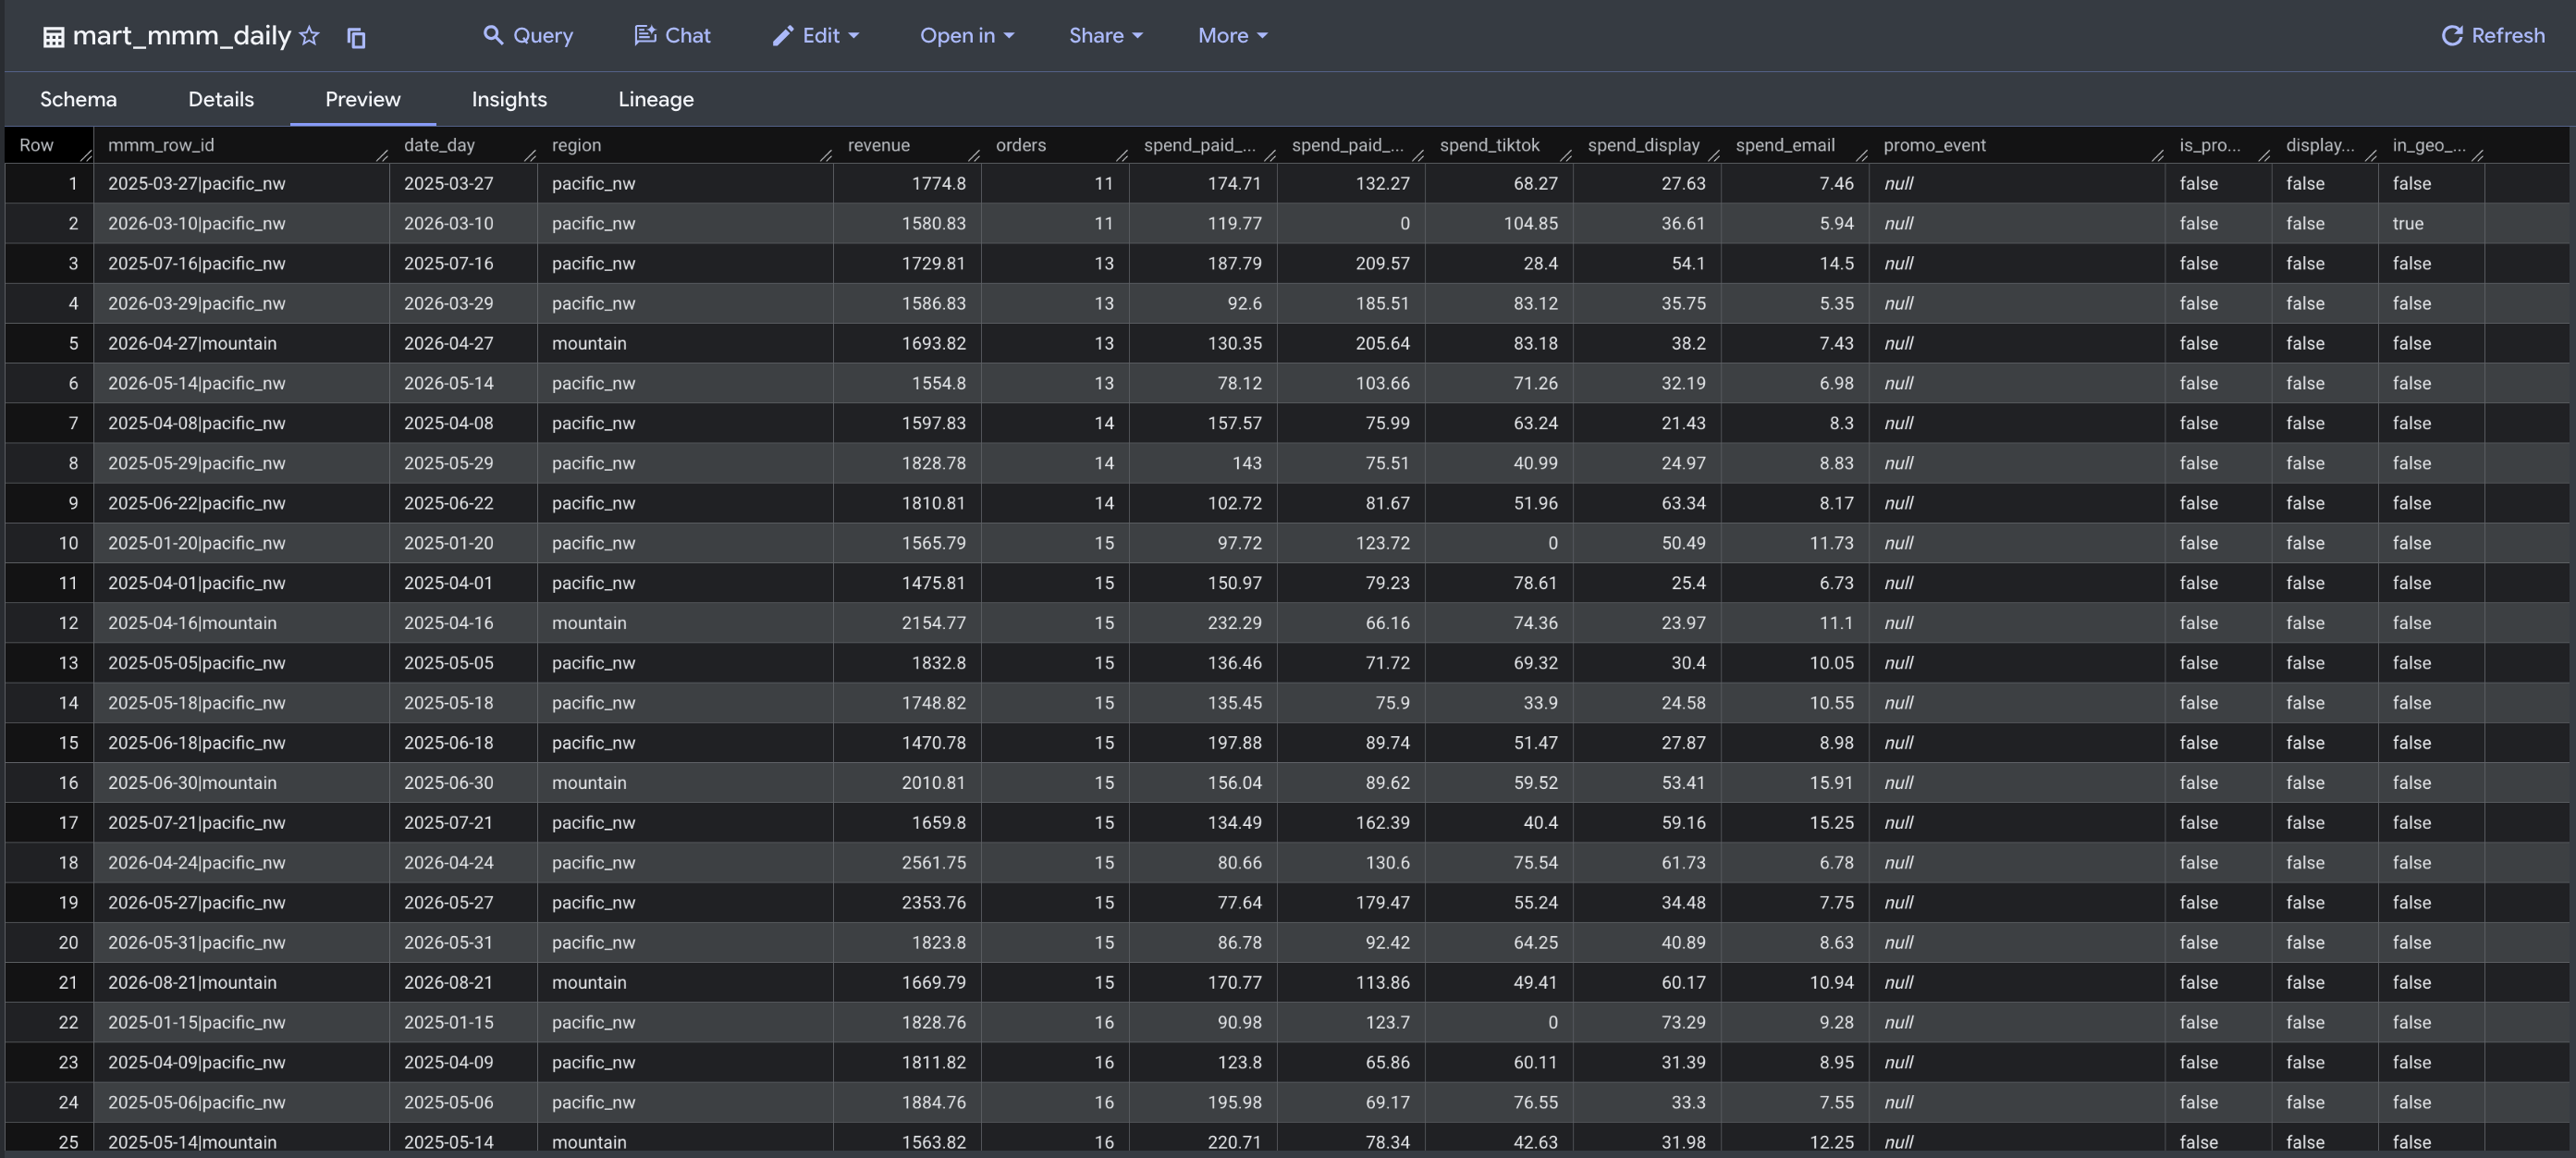 mart_mmm_daily Query Chat Edit Open in Share More Refresh
Schema Details Preview Insights Lineage
Row mmm_row_id date_day region revenue orders spend_paid_... spend_paid_... spend_tiktok spend_display spend_email promo_event is_pro... display... in_geo_...
1 2025-03-27|pacific_nw 2025-03-27 pacific_nw 1774.8 11 174.71 132.27 68.27 27.63 7.46 null false false false
2 2026-03-10|pacific_nw 2026-03-10 pacific_nw 1580.83 11 119.77 0 104.85 36.61 5.94 null false false true
3 2025-07-16|pacific_nw 2025-07-16 pacific_nw 1729.81 13 187.79 209.57 28.4 54.1 14.5 null false false false
4 2026-03-29|pacific_nw 2026-03-29 pacific_nw 1586.83 13 92.6 185.51 83.12 35.75 5.35 null false false false
5 2026-04-27|mountain 2026-04-27 mountain 1693.82 13 130.35 205.64 83.18 38.2 7.43 null false false false
6 2026-05-14|pacific_nw 2026-05-14 pacific_nw 1554.8 13 78.12 103.66 71.26 32.19 6.98 null false false false
7 2025-04-08|pacific_nw 2025-04-08 pacific_nw 1597.83 14 157.57 75.99 63.24 21.43 8.3 null false false false
8 2025-05-29|pacific_nw 2025-05-29 pacific_nw 1828.78 14 143 75.51 40.99 24.97 8.83 null false false false
9 2025-06-22|pacific_nw 2025-06-22 pacific_nw 1810.81 14 102.72 81.67 51.96 63.34 8.17 null false false false
10 2025-01-20|pacific_nw 2025-01-20 pacific_nw 1565.79 15 97.72 123.72 0 50.49 11.73 null false false false
11 2025-04-01|pacific_nw 2025-04-01 pacific_nw 1475.81 15 150.97 79.23 78.61 25.4 6.73 null false false false
12 2025-04-16|mountain 2025-04-16 mountain 2154.77 15 232.29 66.16 74.36 23.97 11.1 null false false false
13 2025-05-05|pacific_nw 2025-05-05 pacific_nw 1832.8 15 136.46 71.72 69.32 30.4 10.05 null false false false
14 2025-05-18|pacific_nw 2025-05-18 pacific_nw 1748.82 15 135.45 75.9 33.9 24.58 10.55 null false false false
15 2025-06-18|pacific_nw 2025-06-18 pacific_nw 1470.78 15 197.88 89.74 51.47 27.87 8.98 null false false false
16 2025-06-30|mountain 2025-06-30 mountain 2010.81 15 156.04 89.62 59.52 53.41 15.91 null false false false
17 2025-07-21|pacific_nw 2025-07-21 pacific_nw 1659.8 15 134.49 162.39 40.4 59.16 15.25 null false false false
18 2026-04-24|pacific_nw 2026-04-24 pacific_nw 2561.75 15 80.66 130.6 75.54 61.73 6.78 null false false false
19 2026-05-27|pacific_nw 2026-05-27 pacific_nw 2353.76 15 77.64 179.47 55.24 34.48 7.75 null false false false
20 2026-05-31|pacific_nw 2026-05-31 pacific_nw 1823.8 15 86.78 92.42 64.25 40.89 8.63 null false false false
21 2026-08-21|mountain 2026-08-21 mountain 1669.79 15 170.77 113.86 49.41 60.17 10.94 null false false false
22 2025-01-15|pacific_nw 2025-01-15 pacific_nw 1828.76 16 90.98 123.7 0 73.29 9.28 null false false false
23 2025-04-09|pacific_nw 2025-04-09 pacific_nw 1811.82 16 123.8 65.86 60.11 31.39 8.95 null false false false
24 2025-05-06|pacific_nw 2025-05-06 pacific_nw 1884.76 16 195.98 69.17 76.55 33.3 7.55 null false false false
25 2025-05-14|mountain 2025-05-14 mountain 1563.82 16 220.71 78.34 42.63 31.98 12.25 null false false false